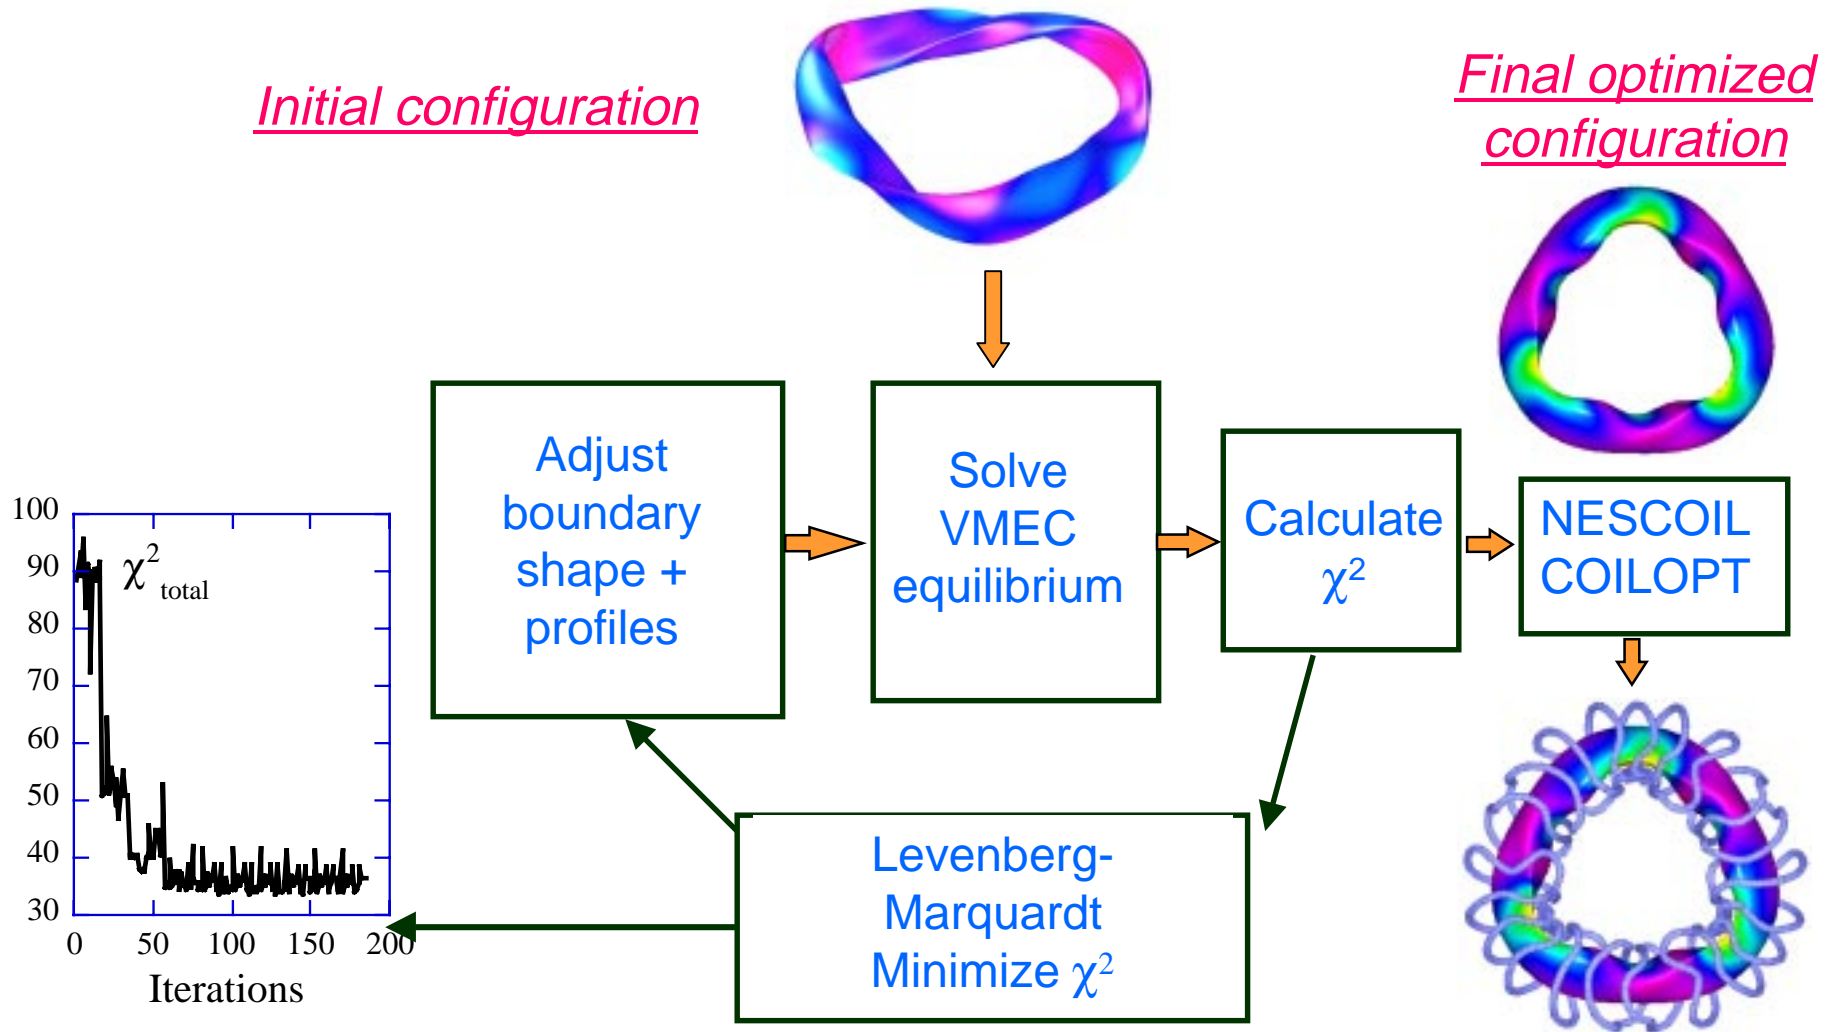 Initial configuration
Final optimized
configuration
Adjust
boundary
shape +
profiles
Solve
VMEC
equilibrium
Calculate
χ²
NESCOIL
COILOPT
Levenberg-
Marquardt
Minimize χ²
χ²total
100
90
80
70
60
50
40
30
0 50 100 150 200
Iterations